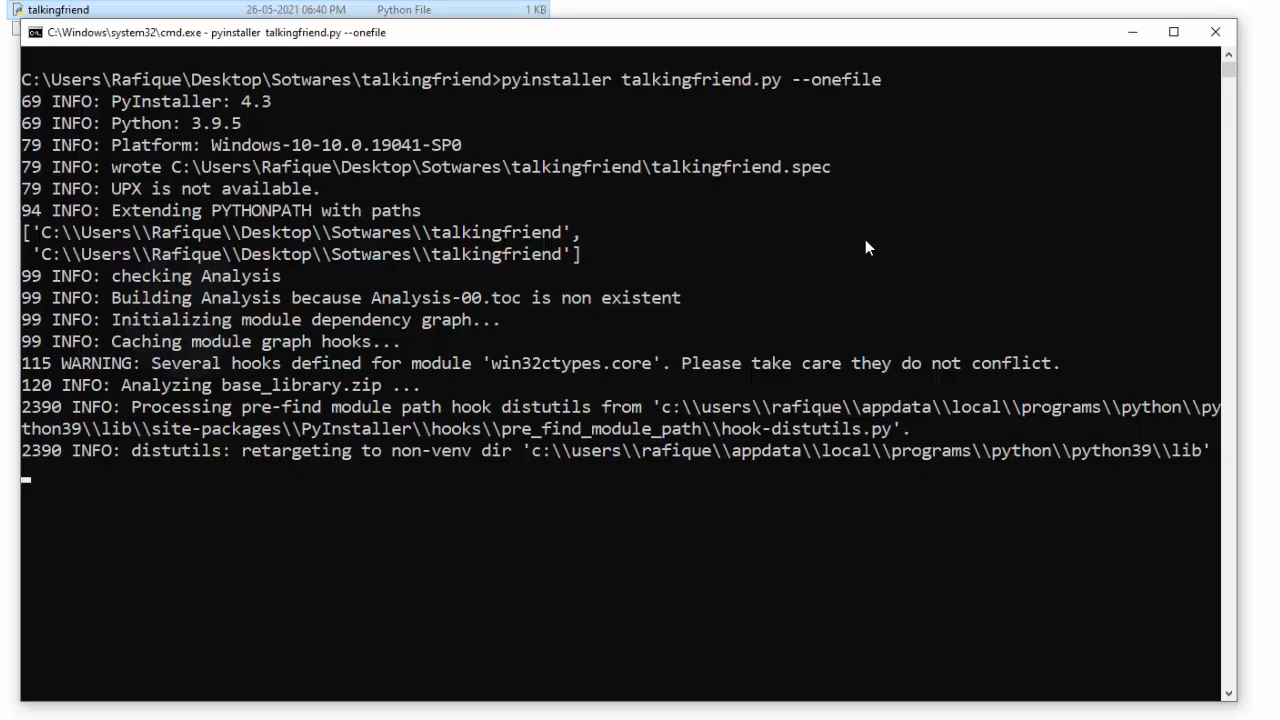 talkingfriend 26-05-2021 06:40 PM Python File 1 KB
C:\Windows\system32\cmd.exe - pyinstaller talkingfriend.py --onefile
C:\Users\Rafique\Desktop\Sotwares\talkingfriend>pyinstaller talkingfriend.py --onefile
69 INFO: PyInstaller: 4.3
69 INFO: Python: 3.9.5
79 INFO: Platform: Windows-10-10.0.19041-SP0
79 INFO: wrote C:\Users\Rafique\Desktop\Sotwares\talkingfriend\talkingfriend.spec
79 INFO: UPX is not available.
94 INFO: Extending PYTHONPATH with paths
['C:\\Users\\Rafique\\Desktop\\Sotwares\\talkingfriend',
 'C:\\Users\\Rafique\\Desktop\\Sotwares\\talkingfriend']
99 INFO: checking Analysis
99 INFO: Building Analysis because Analysis-00.toc is non existent
99 INFO: Initializing module dependency graph...
99 INFO: Caching module graph hooks...
115 WARNING: Several hooks defined for module 'win32ctypes.core'. Please take care they do not conflict.
120 INFO: Analyzing base_library.zip ...
2390 INFO: Processing pre-find module path hook distutils from 'c:\\users\\rafique\\appdata\\local\\programs\\python\\py
thon39\\lib\\site-packages\\PyInstaller\\hooks\\pre_find_module_path\\hook-distutils.py'.
2390 INFO: distutils: retargeting to non-venv dir 'c:\\users\\rafique\\appdata\\local\\programs\\python\\python39\\lib'